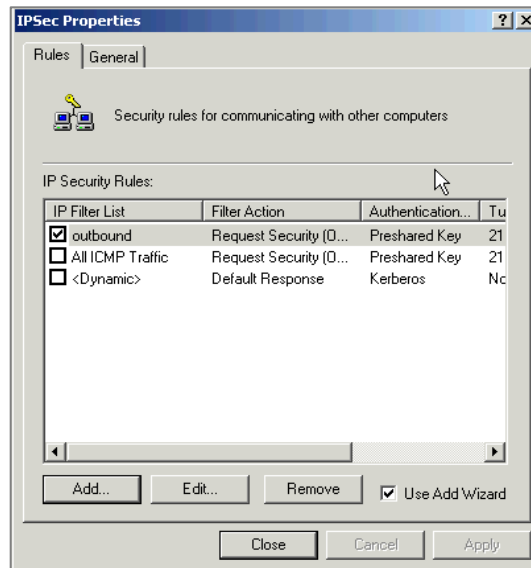 IPSec Properties
Rules General
Security rules for communicating with other computers
IP Security Rules:
IP Filter List Filter Action Authentication... Tu
outbound Request Security (O... Preshared Key 21
All ICMP Traffic Request Security (O... Preshared Key 21
<Dynamic> Default Response Kerberos Nc
Add... Edit... Remove Use Add Wizard
Close Cancel Apply